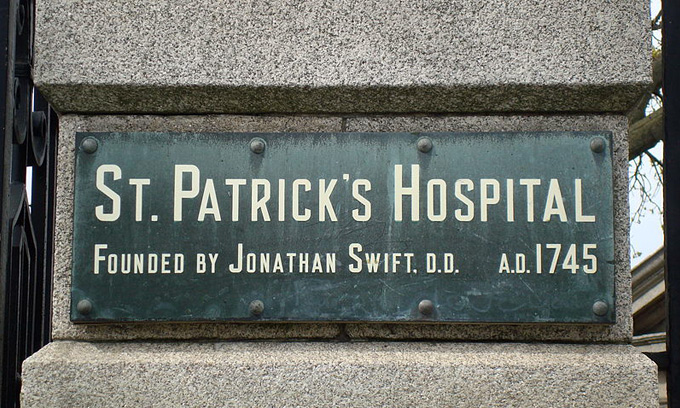 St. Patrick's Hospital
Founded by Jonathan Swift, D.D. A.D. 1745